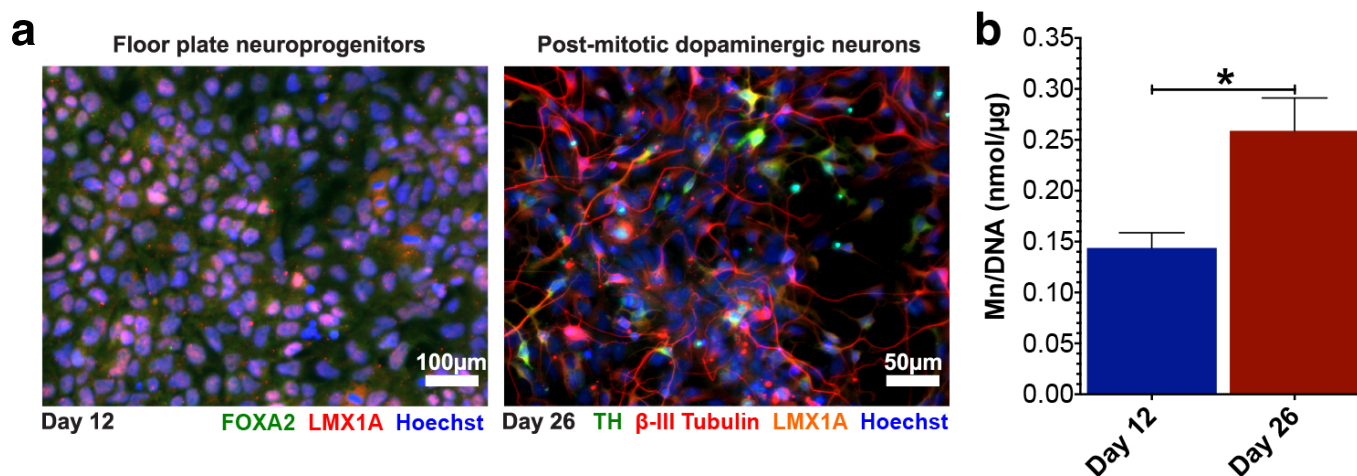 a
Floor plate neuroprogenitors
Post-mitotic dopaminergic neurons
100µm
50µm
Day 12 FOXA2 LMX1A Hoechst
Day 26 TH β-III Tubulin LMX1A Hoechst
b
Mn/DNA (nmol/µg)
0.35
0.30
0.25
0.20
0.15
0.10
0.05
0.00
*
Day 12
Day 26